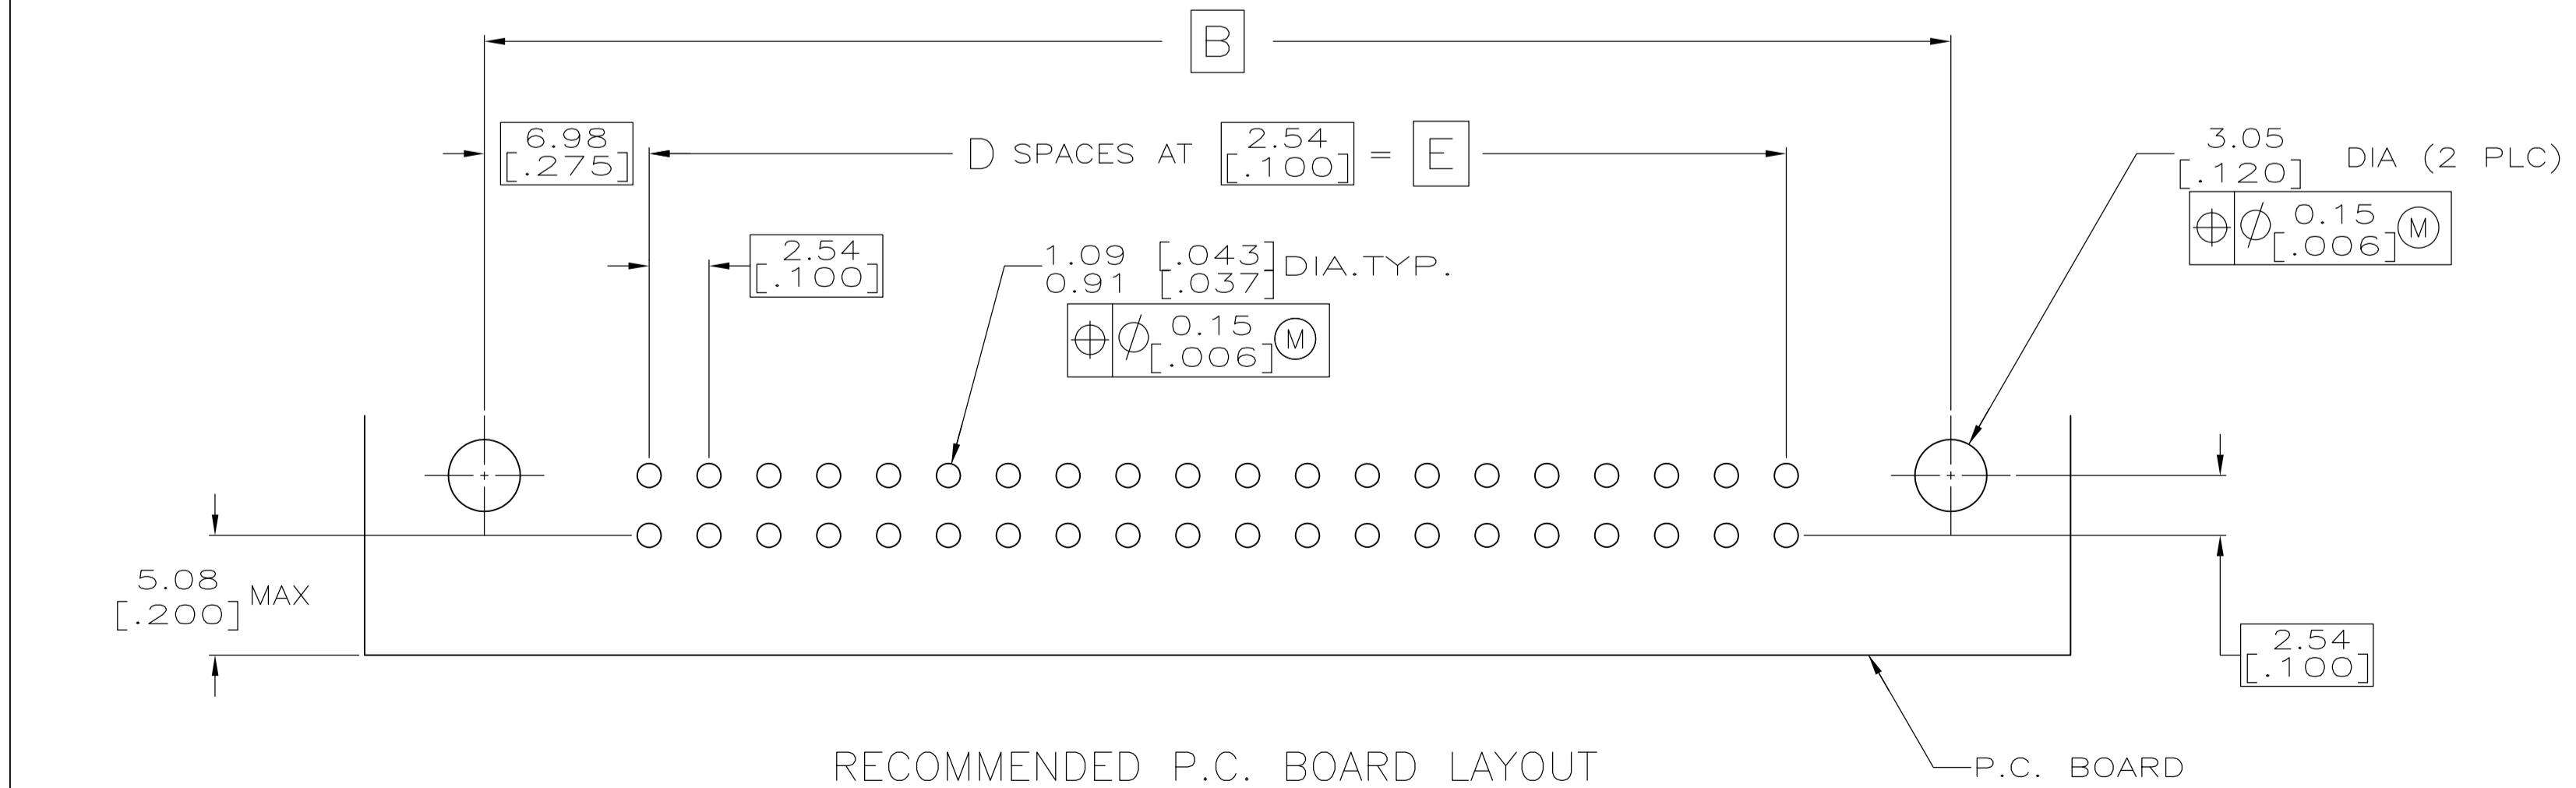 B
6.98
[.275]
D SPACES AT 2.54 = E
[.100]
3.05 DIA (2 PLC)
[.120]
⌖ ⌀ 0.15 Ⓜ
[.006]
2.54
[.100]
1.09 [.043] DIA.TYP.
0.91 [.037]
⌖ ⌀ 0.15 Ⓜ
[.006]
5.08 MAX
[.200]
2.54
[.100]
RECOMMENDED P.C. BOARD LAYOUT
P.C. BOARD